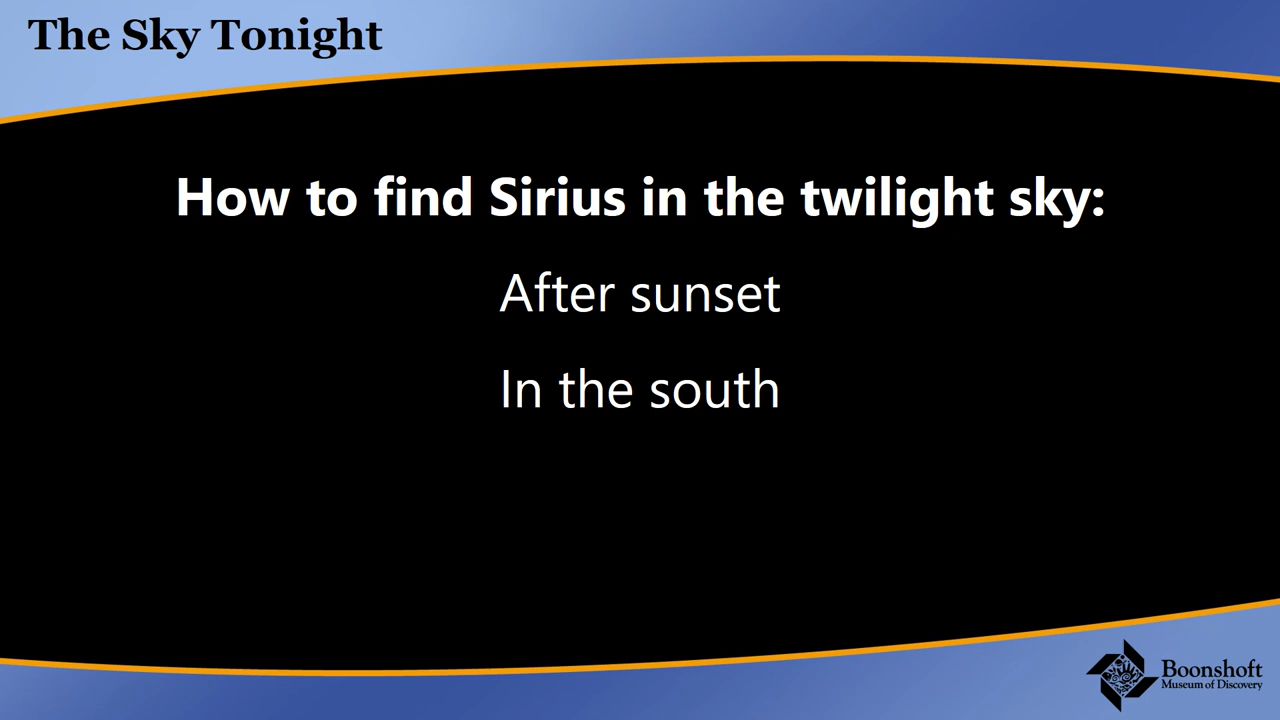 The Sky Tonight
How to find Sirius in the twilight sky:
After sunset
In the south
Boonshoft
Museum of Discovery